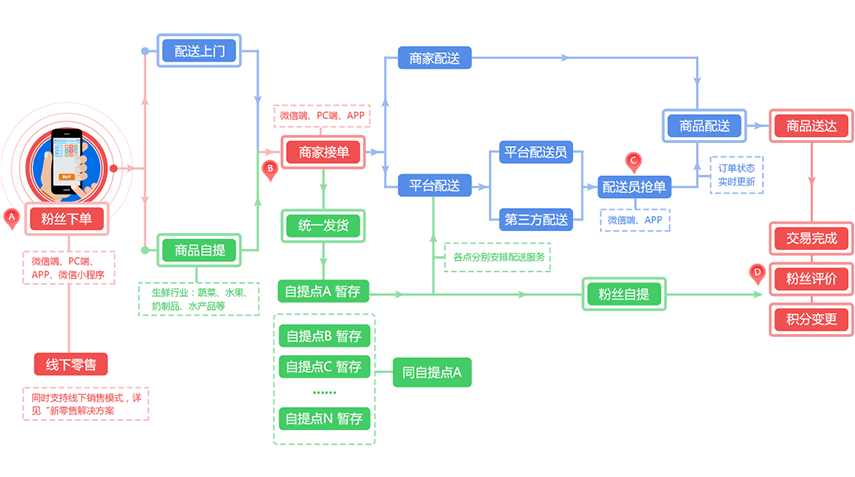 配送上门
商家配送
微信端、PC端、APP
商家接单
B
平台配送员
平台配送
第三方配送
C
配送员抢单
微信端、APP
商品配送
订单状态
实时更新
商品送达
BUY
A
粉丝下单
微信端、PC端、
APP、微信小程序
商品自提
生鲜行业：蔬菜、水果、
奶制品、水产品等
统一发货
各点分别安排配送服务
自提点A 暂存
粉丝自提
D
交易完成
粉丝评价
积分变更
自提点B 暂存
自提点C 暂存
······
自提点N 暂存
同自提点A
线下零售
同时支持线下销售模式，详
见“新零售解决方案